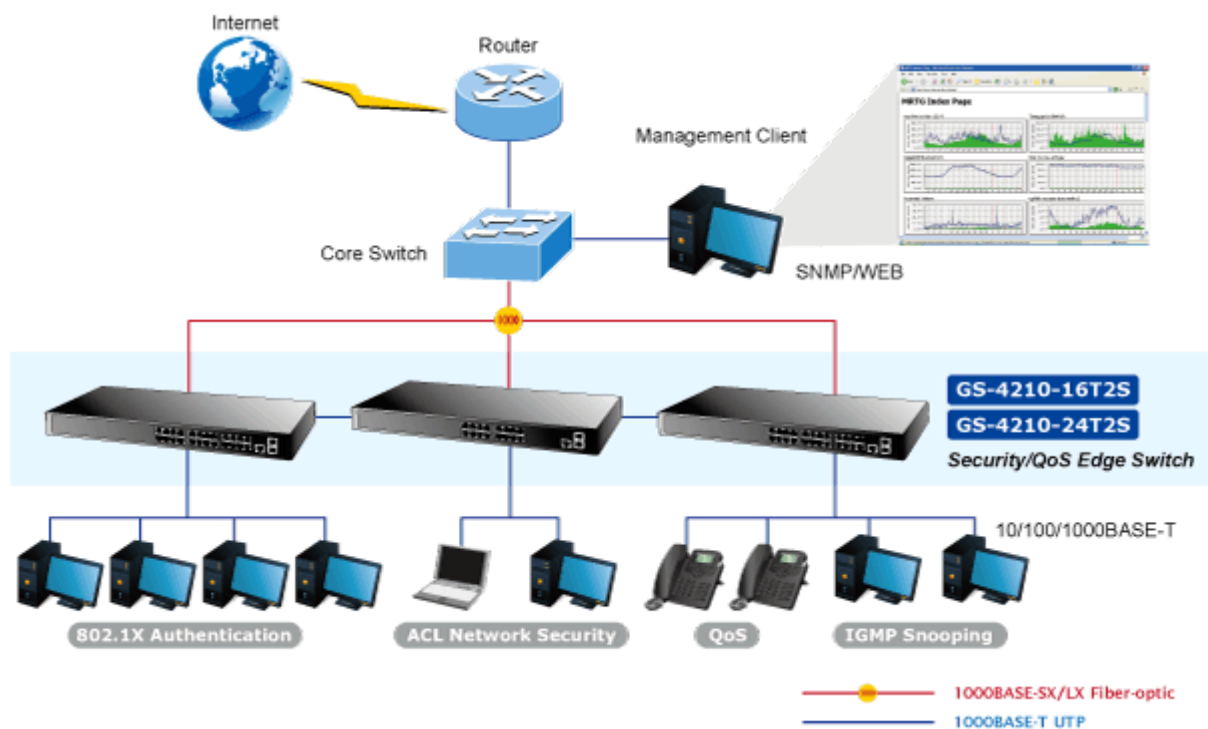 Internet
Router
Management Client
MRTG Index Page
Core Switch
SNMP/WEB
1000
GS-4210-16T2S
GS-4210-24T2S
Security/QoS Edge Switch
10/100/1000BASE-T
802.1X Authentication
ACL Network Security
QoS
IGMP Snooping
1000BASE-SX/LX Fiber-optic
1000BASE-T UTP